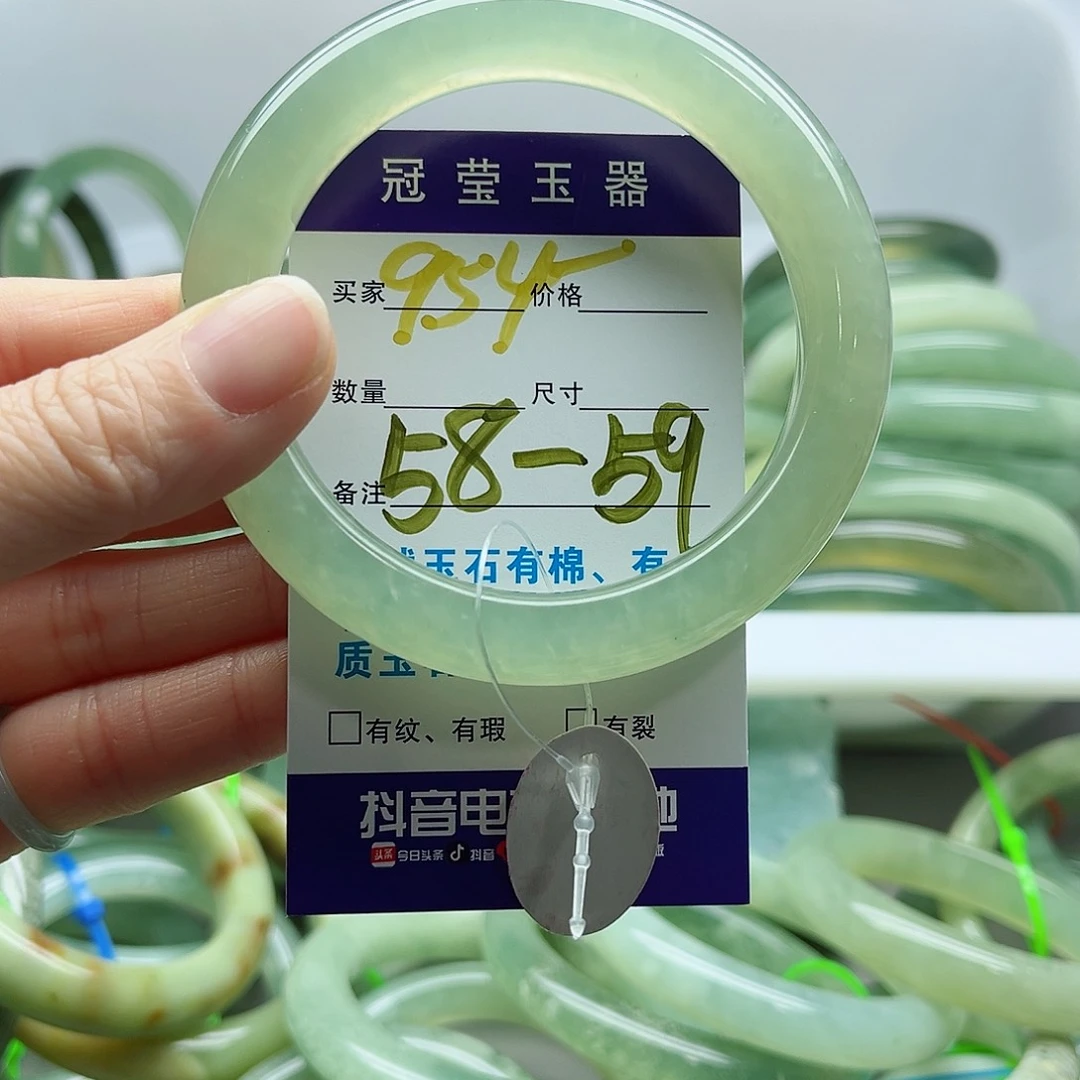 冠莹玉器
买家 954 价格
数量 尺寸
备注 58-59
玉石有棉、有
质玉
有纹、有瑕 有裂
抖音电
头条 今日头条 抖音